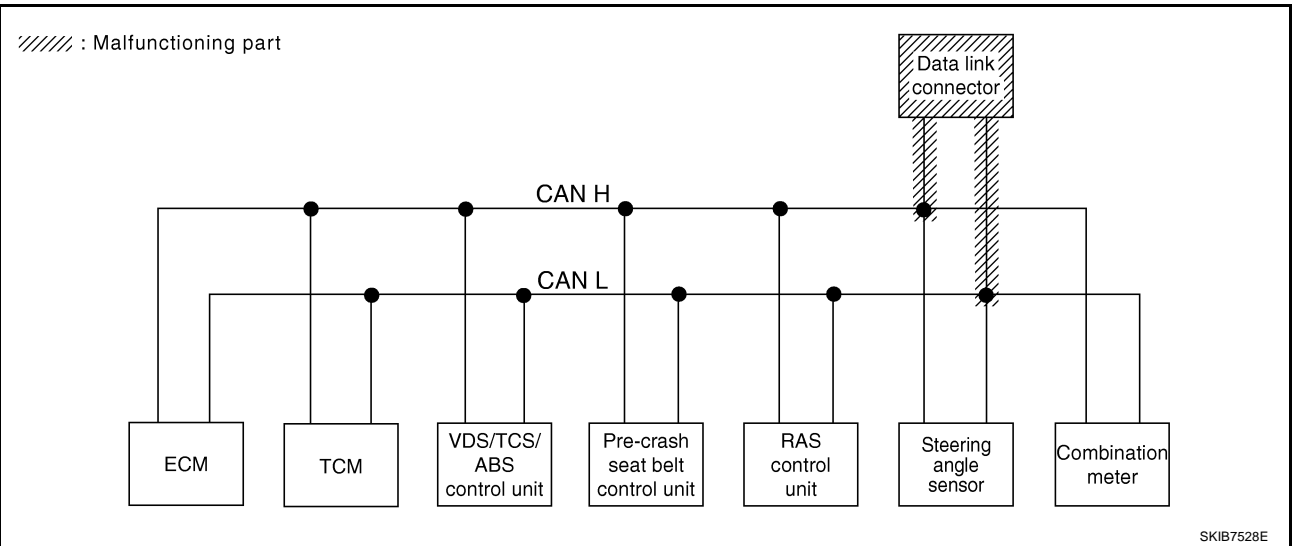 : Malfunctioning part
Data link
connector
CAN H
CAN L
ECM
TCM
VDS/TCS/
ABS
control unit
Pre-crash
seat belt
control unit
RAS
control
unit
Steering
angle
sensor
Combination
meter
SKIB7528E